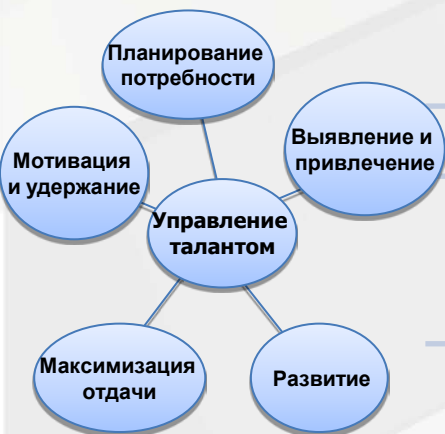 Планирование
потребности
Выявление и
привлечение
Мотивация
и удержание
Управление
талантом
Максимизация
отдачи
Развитие